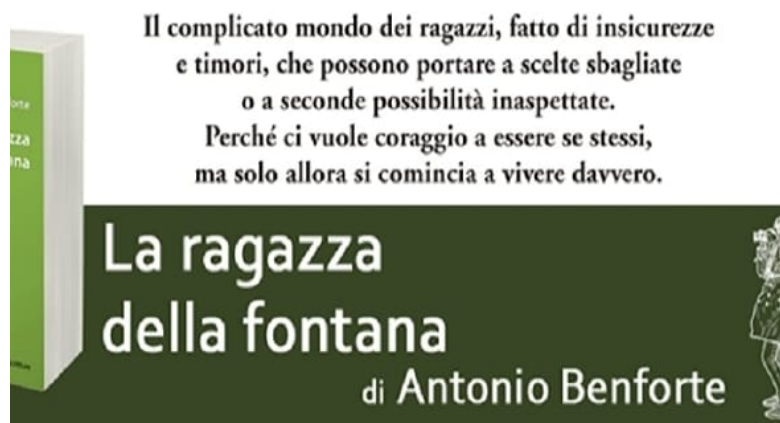 Il complicato mondo dei ragazzi, fatto di insicurezze
e timori, che possono portare a scelte sbagliate
o a seconde possibilità inaspettate.
Perché ci vuole coraggio a essere se stessi,
ma solo allora si comincia a vivere davvero.
La ragazza
della fontana
di Antonio Benforte